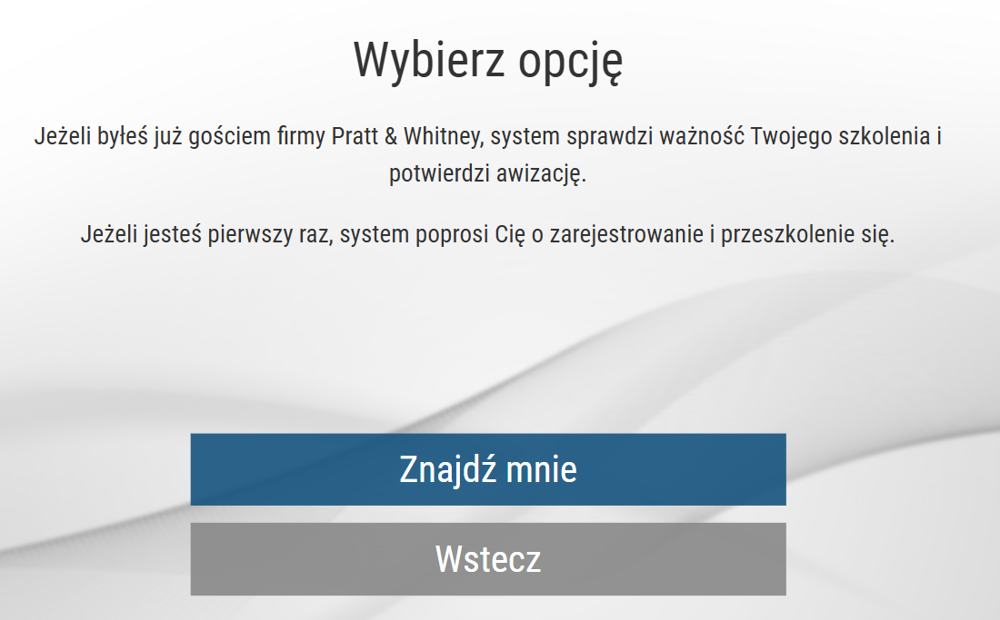 Wybierz opcję
Jeżeli byłeś już gościem firmy Pratt & Whitney, system sprawdzi ważność Twojego szkolenia i
potwierdzi awizację.
Jeżeli jesteś pierwszy raz, system poprosi Cię o zarejestrowanie i przeszkolenie się.
Znajdź mnie
Wstecz